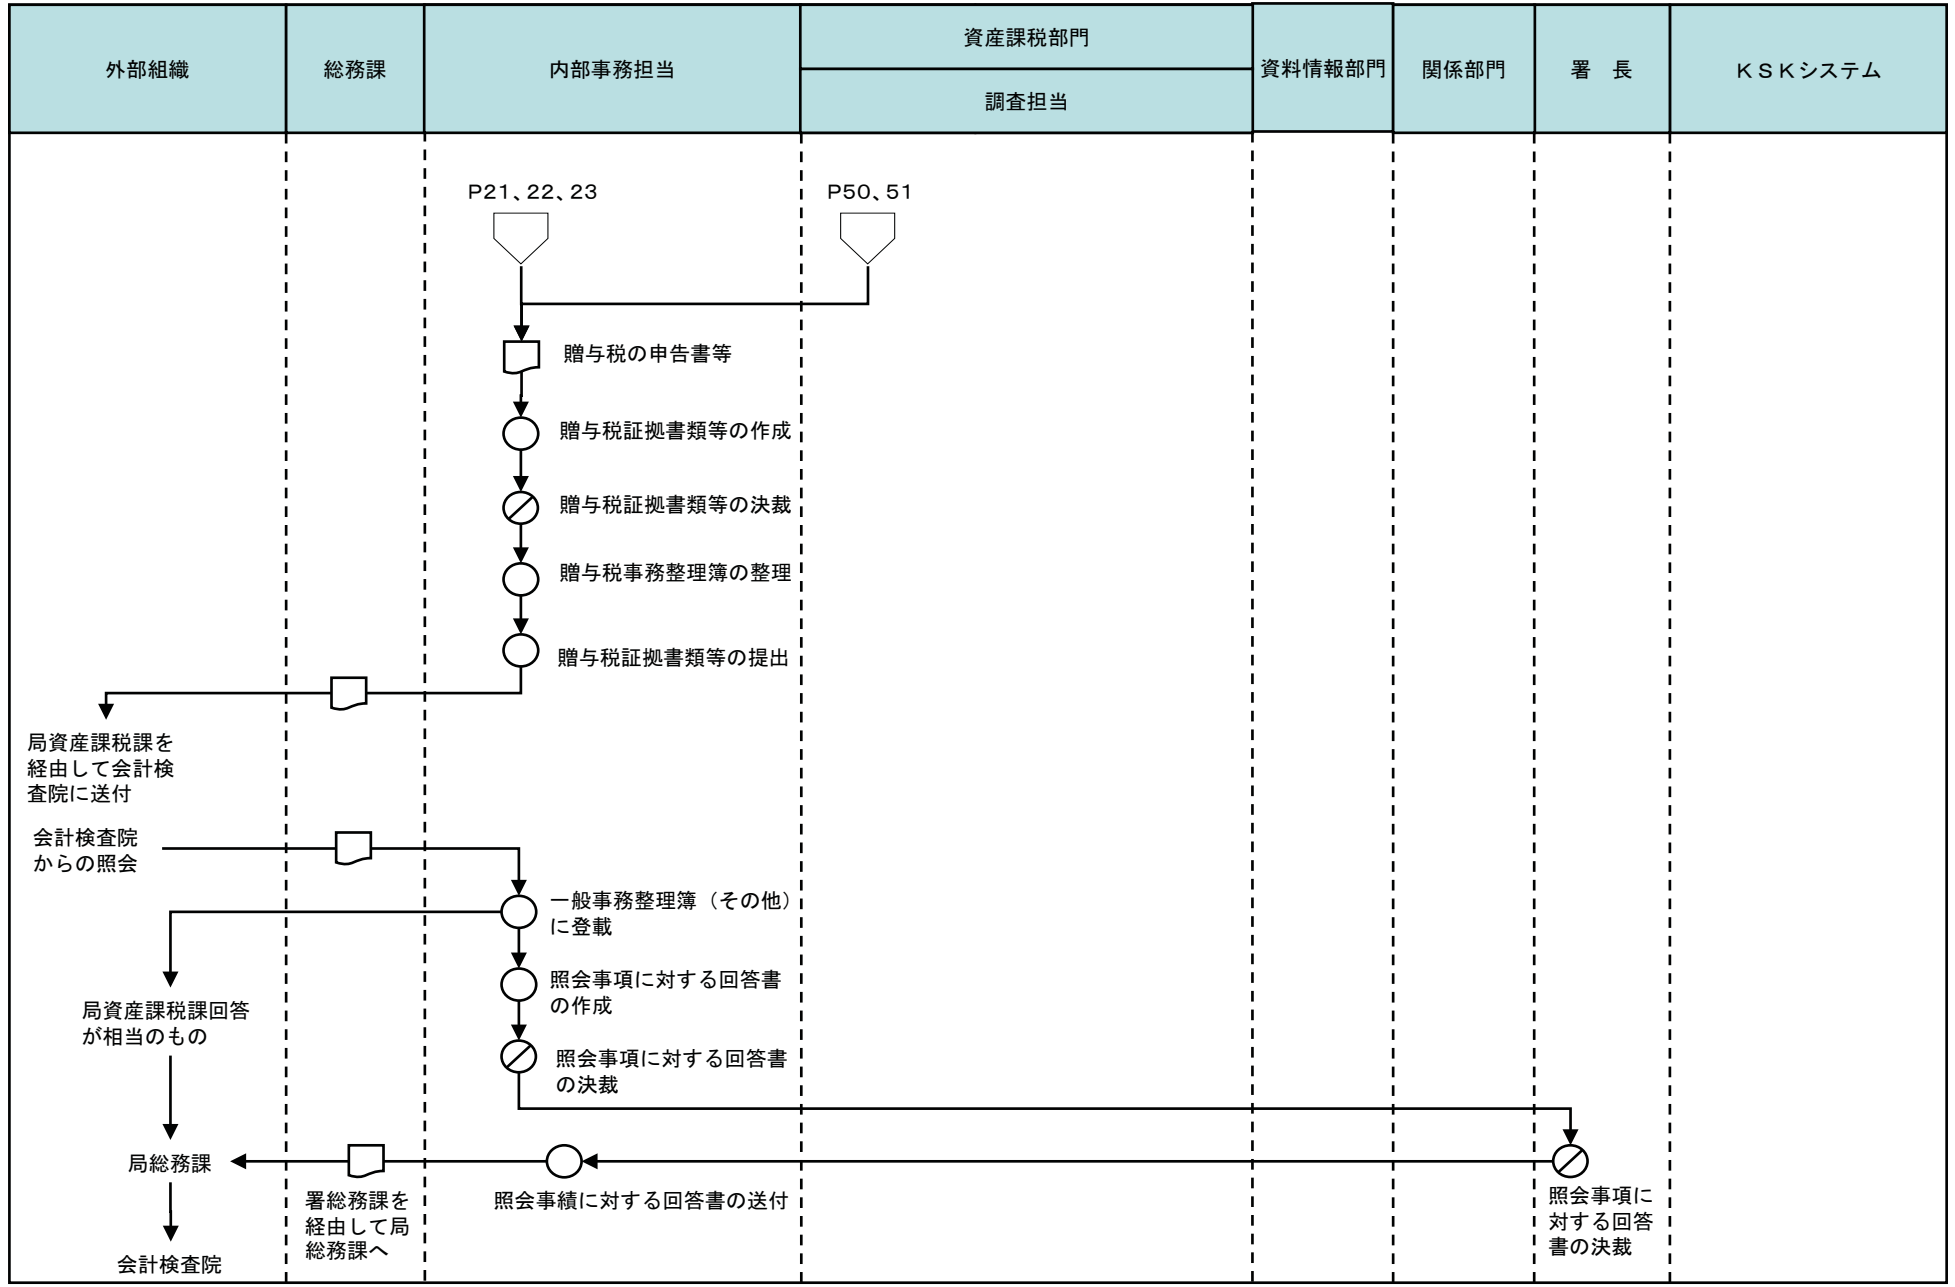 外部組織
総務課
内部事務担当
資産課税部門
調査担当
資料情報部門
関係部門
署　長
ＫＳＫシステム
P21、22、23
P50、51
贈与税の申告書等
贈与税証拠書類等の作成
贈与税証拠書類等の決裁
贈与税事務整理簿の整理
贈与税証拠書類等の提出
局資産課税課を
経由して会計検
査院に送付
会計検査院
からの照会
一般事務整理簿（その他）
に登載
照会事項に対する回答書
の作成
局資産課税課回答
が相当のもの
照会事項に対する回答書
の決裁
局総務課
署総務課を
経由して局
総務課へ
照会事績に対する回答書の送付
照会事項に
対する回答
書の決裁
会計検査院